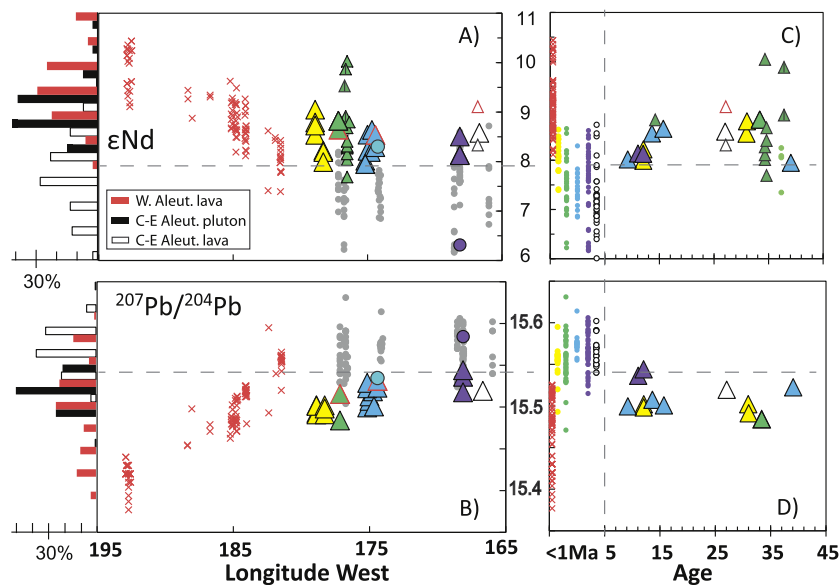 A)
C)
εNd
11
10
9
8
7
6
W. Aleut. lava
C-E Aleut. pluton
C-E Aleut. lava
30%
²⁰⁷Pb/²⁰⁴Pb
15.6
15.5
15.4
B)
D)
30%
195 185 175 165
<1Ma 5 15 25 35 45
Longitude West
Age